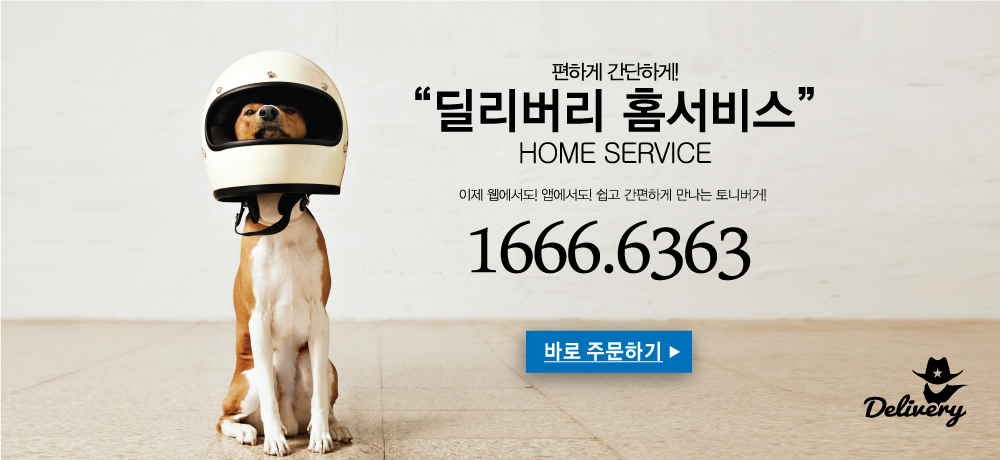 편하게 간단하게!
“딜리버리 홈서비스”
HOME SERVICE
이제 웹에서도! 앱에서도! 쉽고 간편하게 만나는 토니버거!
1666.6363
바로 주문하기 ▶
Delivery